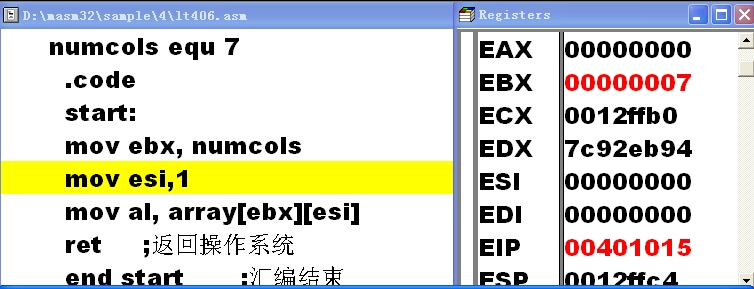 D:\masm32\sample\4\lt406.asm
numcols equ 7
.code
start:
mov ebx, numcols
mov esi,1
mov al, array[ebx][esi]
ret ;返回操作系统
end start :汇编结束
Registers
EAX 00000000
EBX 00000007
ECX 0012ffb0
EDX 7c92eb94
ESI 00000000
EDI 00000000
EIP 00401015
ESP 0012ffc4